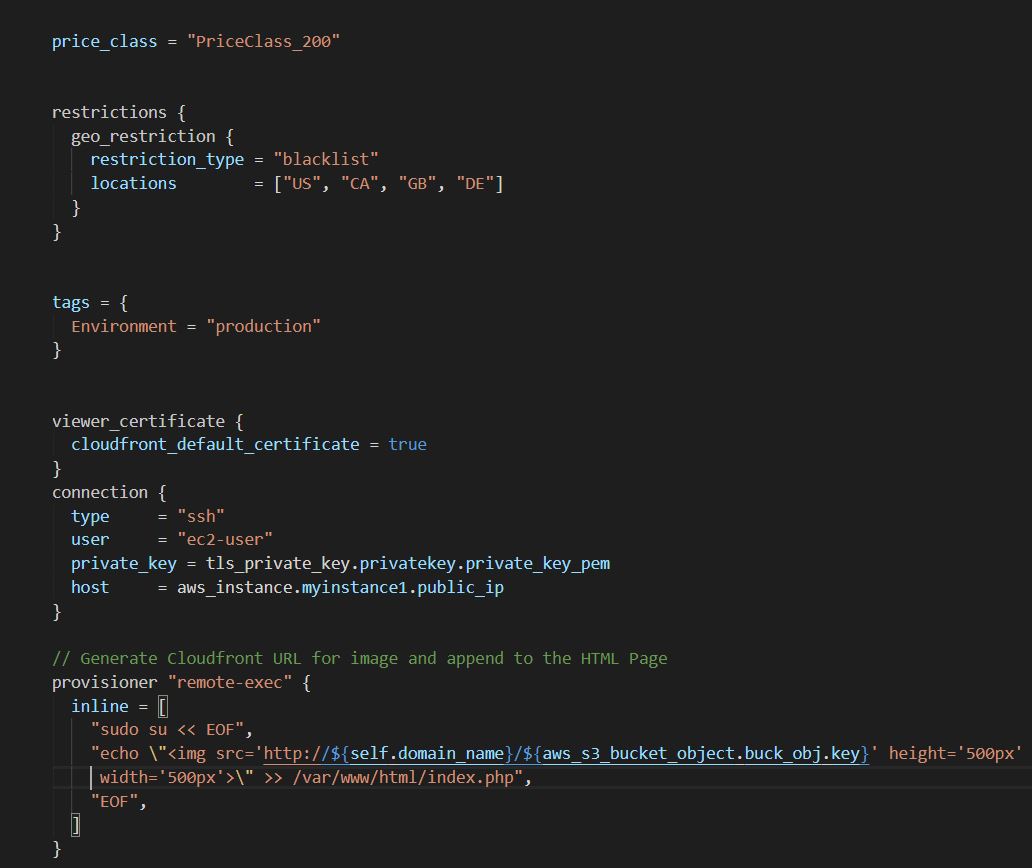 price_class = "PriceClass_200"
restrictions {
  geo_restriction {
    restriction_type = "blacklist"
    locations        = ["US", "CA", "GB", "DE"]
  }
}
tags = {
  Environment = "production"
}
viewer_certificate {
  cloudfront_default_certificate = true
}
connection {
  type     = "ssh"
  user     = "ec2-user"
  private_key = tls_private_key.privatekey.private_key_pem
  host     = aws_instance.myinstance1.public_ip
}
// Generate Cloudfront URL for image and append to the HTML Page
provisioner "remote-exec" {
  inline = [
    "sudo su << EOF",
    "echo \"<img src='http://${self.domain_name}/${aws_s3_bucket_object.buck_obj.key}' height='500px'
     width='500px'>\" >> /var/www/html/index.php",
    "EOF",
  ]
}